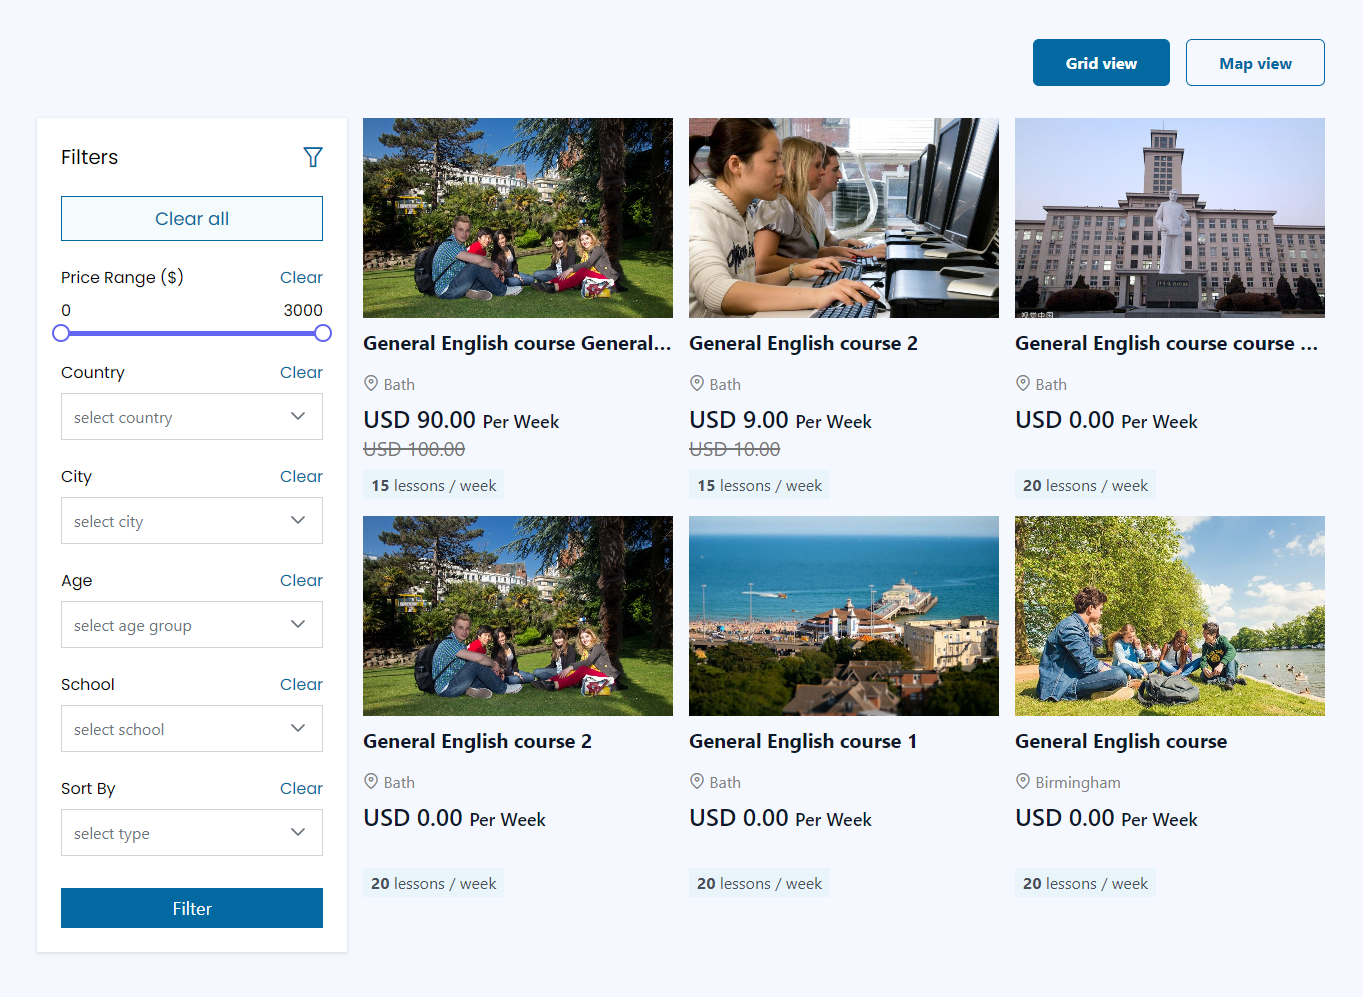 Grid view
Map view
Filters
Clear all
Price Range ($) Clear
0 3000
Country Clear
select country
City Clear
select city
Age Clear
select age group
School Clear
select school
Sort By Clear
select type
Filter
General English course General...
Bath
USD 90.00 Per Week
USD 100.00
15 lessons / week
General English course 2
Bath
USD 9.00 Per Week
USD 10.00
15 lessons / week
视觉中国
General English course course ...
Bath
USD 0.00 Per Week
20 lessons / week
General English course 2
Bath
USD 0.00 Per Week
20 lessons / week
General English course 1
Bath
USD 0.00 Per Week
20 lessons / week
General English course
Birmingham
USD 0.00 Per Week
20 lessons / week